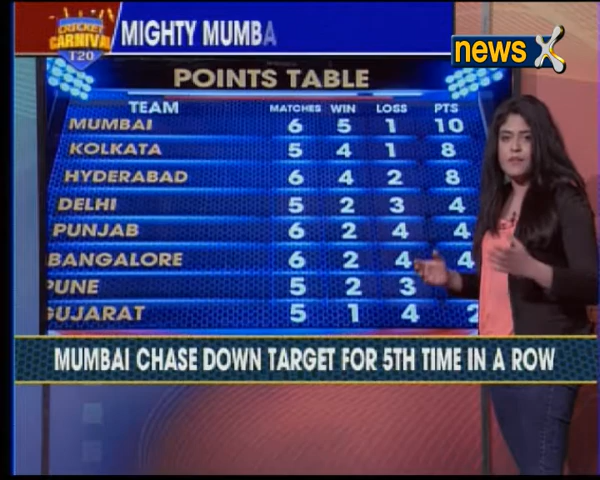 CRICKET
CARNIVAL
T20
MIGHTY MUMBA
newsX
POINTS TABLE
TEAM MATCHES WIN LOSS PTS
MUMBAI 6 5 1 10
KOLKATA 5 4 1 8
HYDERABAD 6 4 2 8
DELHI 5 2 3 4
PUNJAB 6 2 4 4
BANGALORE 6 2 4 4
PUNE 5 2 3
GUJARAT 5 1 4 2
MUMBAI CHASE DOWN TARGET FOR 5TH TIME IN A ROW